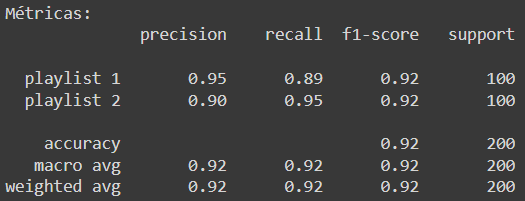 Métricas:
precision recall f1-score support
playlist 1 0.95 0.89 0.92 100
playlist 2 0.90 0.95 0.92 100
accuracy 0.92 200
macro avg 0.92 0.92 0.92 200
weighted avg 0.92 0.92 0.92 200